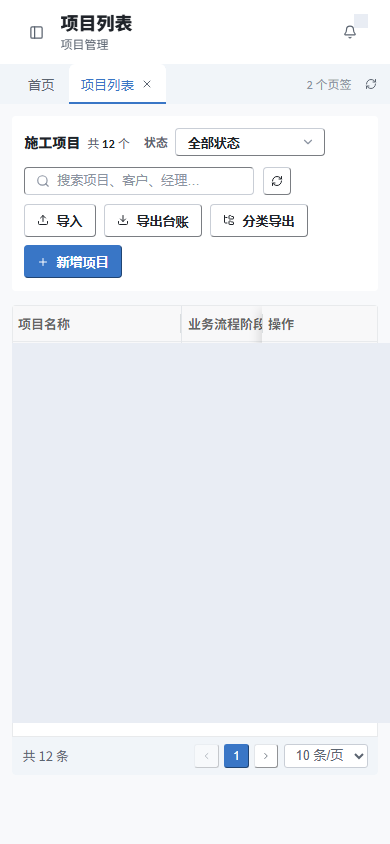 项目列表
项目管理
首页 项目列表 2 个页签
施工项目 共 12 个 状态 全部状态
搜索项目、客户、经理...
导入 导出台账 分类导出
新增项目
项目名称 业务流程阶段 操作
共 12 条 1 10 条/页